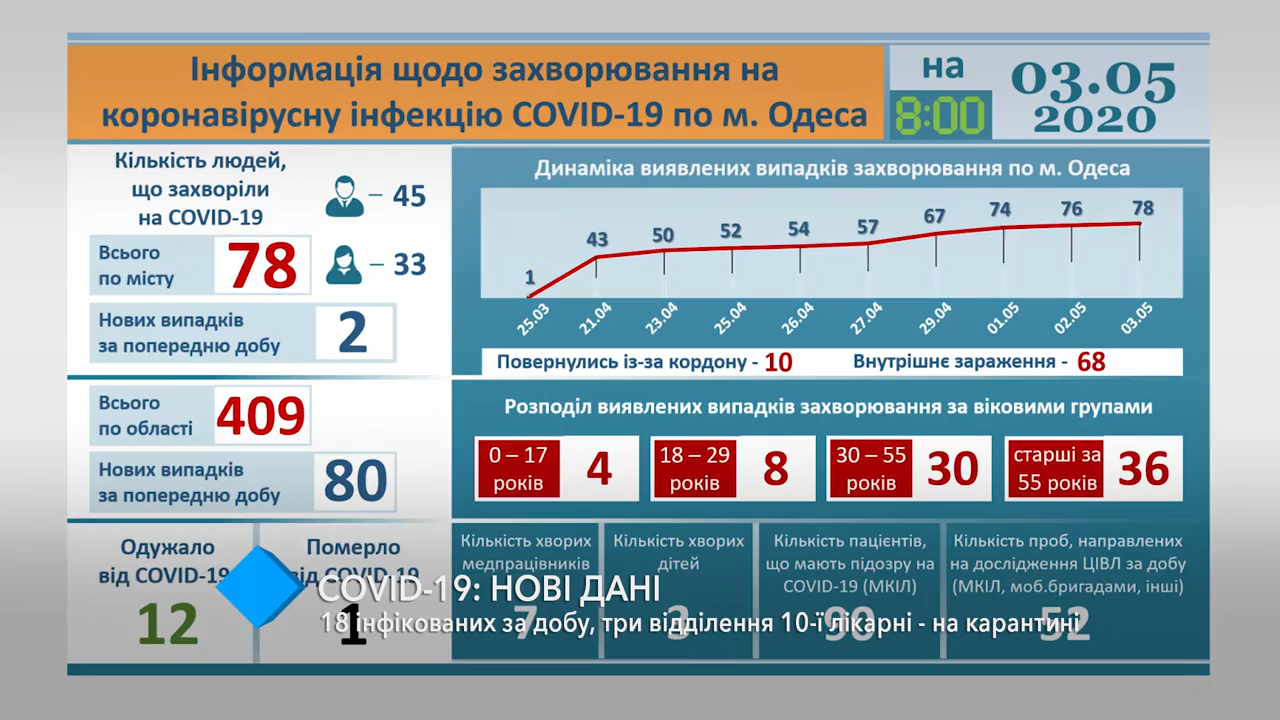 Інформація щодо захворювання на
коронавірусну інфекцію COVID-19 по м. Одеса
на
8:00
03.05
2020
Кількість людей,
що захворіли
на COVID-19
– 45
– 33
Всього
по місту
78
Нових випадків
за попередню добу
2
Всього
по області
409
Нових випадків
за попередню добу
80
Динаміка виявлених випадків захворювання по м. Одеса
1 43 50 52 54 57 67 74 76 78
25.03 21.04 23.04 25.04 26.04 27.04 29.04 01.05 02.05 03.05
Повернулись із-за кордону - 10
Внутрішнє зараження - 68
Розподіл виявлених випадків захворювання за віковими групами
0 – 17
років
4
18 – 29
років
8
30 – 55
років
30
старші за
55 років
36
Одужало
від COVID-19
12
Померло
від COVID-19
1
Кількість хворих
медпрацівників
7
Кількість хворих
дітей
3
Кількість пацієнтів,
що мають підозру на
COVID-19 (МКІЛ)
90
Кількість проб, направлених
на дослідження ЦІВЛ за добу
(МКІЛ, моб.бригадами, інші)
52
COVID-19: НОВІ ДАНІ
18 інфікованих за добу, три відділення 10-ї лікарні - на карантині